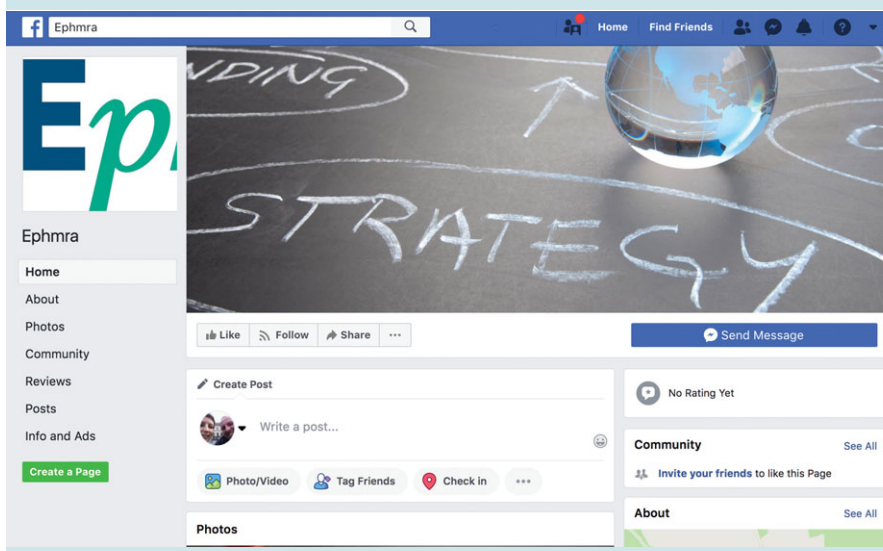 Ephmra
Home
Find Friends
Ep
NDING
STRATEGY
Ephmra
Home
About
Photos
Community
Reviews
Posts
Info and Ads
Create a Page
Like
Follow
Share
Send Message
Create Post
Write a post...
Photo/Video
Tag Friends
Check in
Photos
No Rating Yet
Community
See All
Invite your friends to like this Page
About
See All